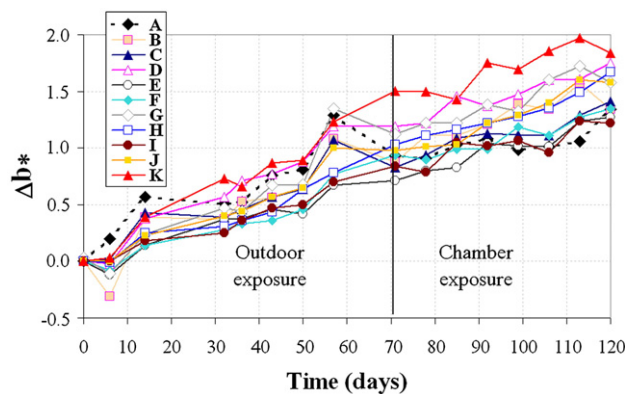 2.0
1.5
1.0
0.5
0.0
-0.5
Δb*
A
B
C
D
E
F
G
H
I
J
K
Outdoor
exposure
Chamber
exposure
0 10 20 30 40 50 60 70 80 90 100 110 120
Time (days)